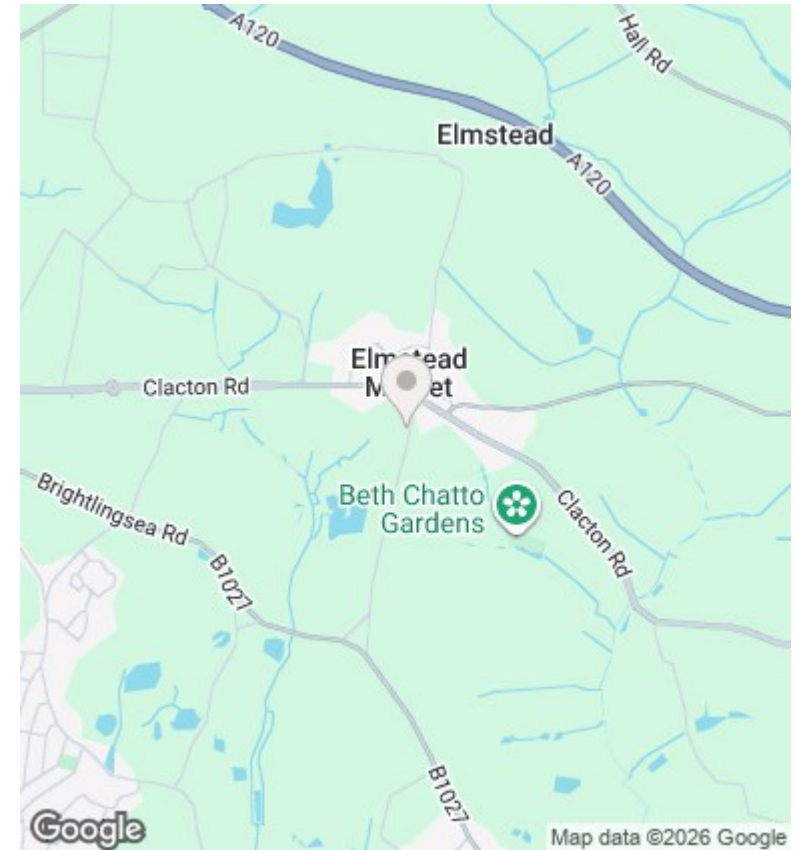 A120
Hall Rd
Elmstead
A120
Elmstead
Market
Clacton Rd
Beth Chatto
Gardens
Brightlingsea Rd
Clacton Rd
B1027
B1027
Google
Map data ©2026 Google